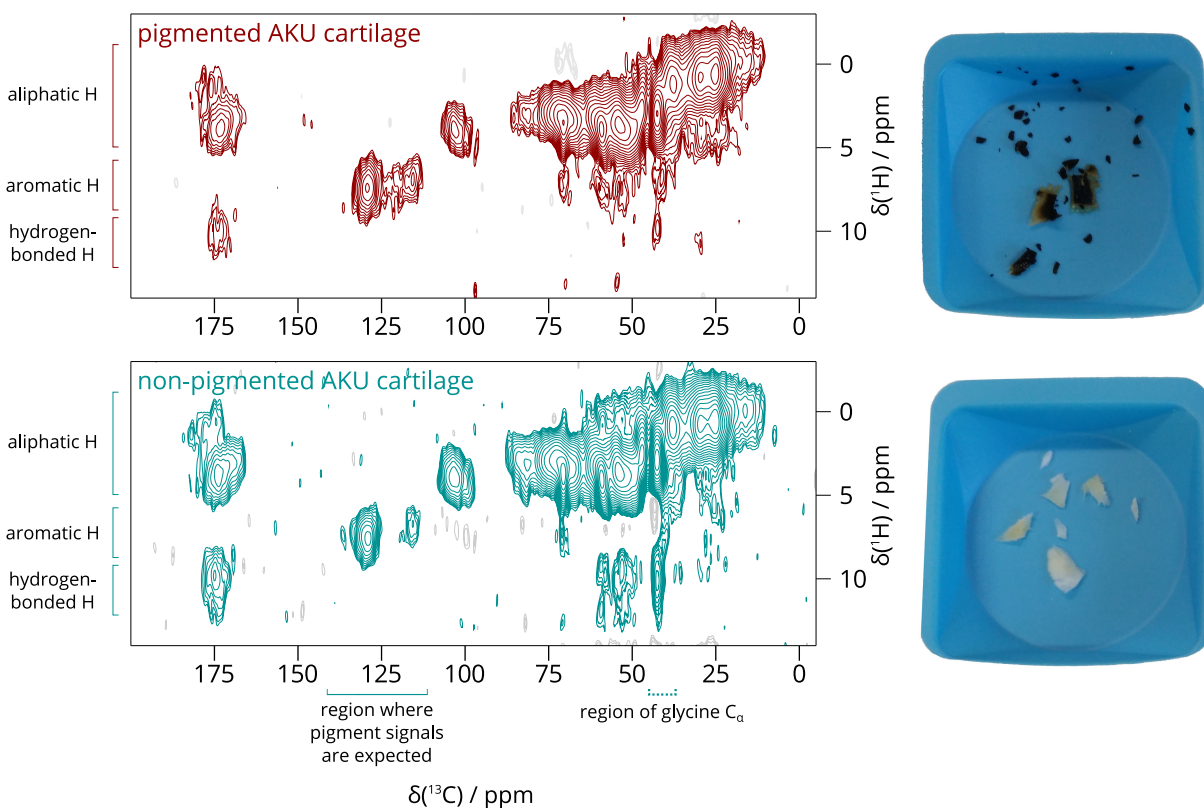 pigmented AKU cartilage
aliphatic H
aromatic H
hydrogen-
bonded H
0
5
10
δ(¹H) / ppm
175 150 125 100 75 50 25 0
non-pigmented AKU cartilage
aliphatic H
aromatic H
hydrogen-
bonded H
0
5
10
δ(¹H) / ppm
175 150 125 100 75 50 25 0
region where
pigment signals
are expected
region of glycine Cα
δ(¹³C) / ppm